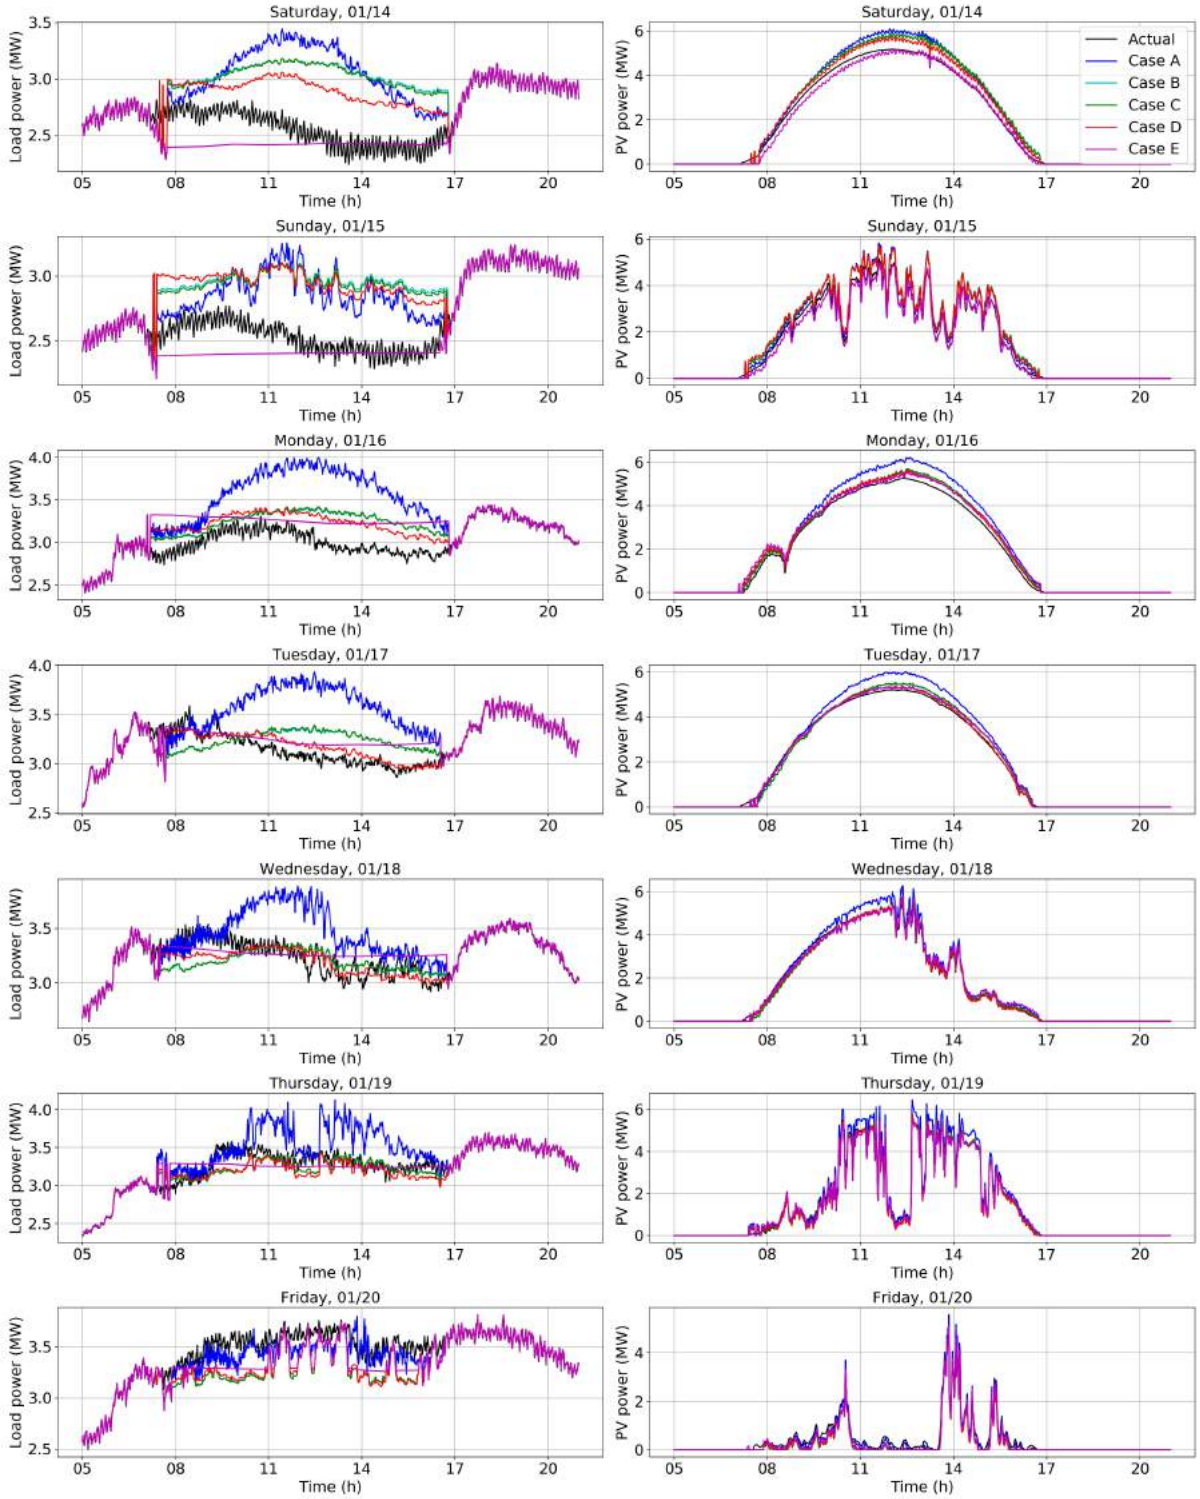 Saturday, 01/14
Load power (MW)
3.5
3.0
2.5
05 08 11 14 17 20
Time (h)
Saturday, 01/14
PV power (MW)
6
4
2
0
Actual
Case A
Case B
Case C
Case D
Case E
05 08 11 14 17 20
Time (h)
Sunday, 01/15
Load power (MW)
3.0
2.5
05 08 11 14 17 20
Time (h)
Sunday, 01/15
PV power (MW)
6
4
2
0
05 08 11 14 17 20
Time (h)
Monday, 01/16
Load power (MW)
4.0
3.5
3.0
2.5
05 08 11 14 17 20
Time (h)
Monday, 01/16
PV power (MW)
6
4
2
0
05 08 11 14 17 20
Time (h)
Tuesday, 01/17
Load power (MW)
4.0
3.5
3.0
2.5
05 08 11 14 17 20
Time (h)
Tuesday, 01/17
PV power (MW)
6
4
2
0
05 08 11 14 17 20
Time (h)
Wednesday, 01/18
Load power (MW)
3.5
3.0
05 08 11 14 17 20
Time (h)
Wednesday, 01/18
PV power (MW)
6
4
2
0
05 08 11 14 17 20
Time (h)
Thursday, 01/19
Load power (MW)
4.0
3.5
3.0
2.5
05 08 11 14 17 20
Time (h)
Thursday, 01/19
PV power (MW)
6
4
2
0
05 08 11 14 17 20
Time (h)
Friday, 01/20
Load power (MW)
3.5
3.0
2.5
05 08 11 14 17 20
Time (h)
Friday, 01/20
PV power (MW)
4
2
0
05 08 11 14 17 20
Time (h)